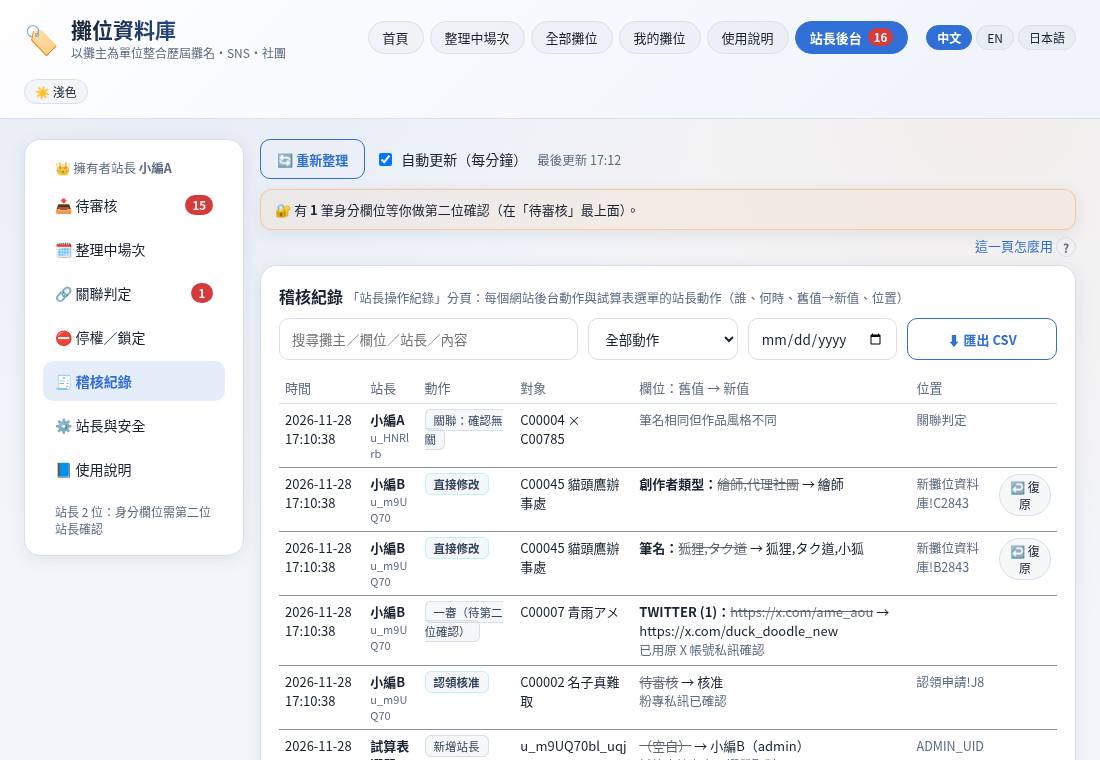 攤位資料庫
以攤主為單位整合歷屆攤名・SNS・社團
首頁
整理中場次
全部攤位
我的攤位
使用說明
站長後台 16
中文
EN
日本語
淺色
擁有者站長 小編A
待審核 15
整理中場次
關聯判定 1
停權／鎖定
稽核紀錄
站長與安全
使用說明
站長 2 位：身分欄位需第二位
站長確認
重新整理
自動更新（每分鐘） 最後更新 17:12
有 1 筆身分欄位等你做第二位確認（在「待審核」最上面）。
這一頁怎麼用 ?
稽核紀錄 「站長操作紀錄」分頁：每個網站後台動作與試算表選單的站長動作（誰、何時、舊值→新值、位置）
搜尋攤主／欄位／站長／內容
全部動作
mm/dd/yyyy
匯出 CSV
時間 站長 動作 對象 欄位：舊值 → 新值 位置
2026-11-28 小編A 關聯：確認無 C00004 × 筆名相同但作品風格不同 關聯判定
17:10:38 u_HNRl 關 C00785
rb
2026-11-28 小編B 直接修改 C00045 貓頭鷹辦 創作者類型：繪師,代理社團 → 繪師 新攤位資料 復
17:10:38 u_m9U 事處 庫!C2843 原
Q70
2026-11-28 小編B 直接修改 C00045 貓頭鷹辦 筆名：狐狸,タク道 → 狐狸,タク道,小狐 新攤位資料 復
17:10:38 u_m9U 事處 庫!B2843 原
Q70
2026-11-28 小編B 一審（待第二 C00007 青雨アメ TWITTER (1)：https://x.com/ame_aou →
17:10:38 u_m9U 位確認） https://x.com/duck_doodle_new
Q70 已用原 X 帳號私訊確認
2026-11-28 小編B 認領核准 C00002 名子真難 待審核 → 核准 認領申請!J8
17:10:38 u_m9U 取 粉專私訊已確認
Q70
2026-11-28 試算表 新增站長 u_m9UQ70bl_uqj （空白） → 小編B（admin） ADMIN_UID